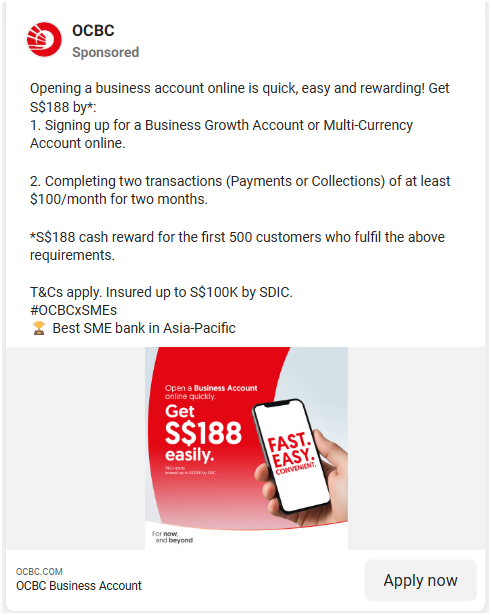 OCBC
Sponsored
Opening a business account online is quick, easy and rewarding! Get
S$188 by*:
1. Signing up for a Business Growth Account or Multi-Currency
Account online.
2. Completing two transactions (Payments or Collections) of at least
$100/month for two months.
*S$188 cash reward for the first 500 customers who fulfil the above
requirements.
T&Cs apply. Insured up to S$100K by SDIC.
#OCBCxSMEs
🏆 Best SME bank in Asia-Pacific
Open a Business Account
online quickly.
Get
S$188
easily.
T&Cs apply.
Insured up to S$100K by SDIC.
FAST.
EASY.
CONVENIENT.
For now,
and beyond
OCBC.COM
OCBC Business Account
Apply now